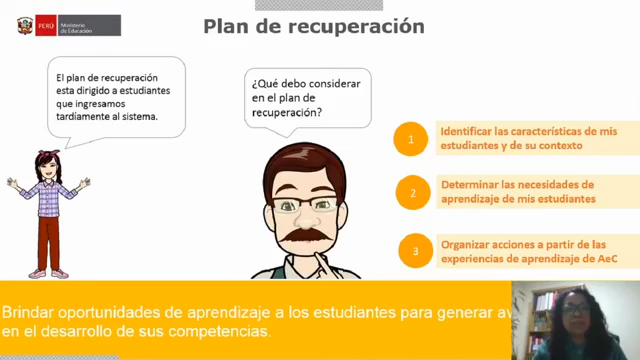 PERÚ
Ministerio
de Educación
Plan de recuperación
El plan de recuperación
esta dirigido a estudiantes
que ingresamos
tardíamente al sistema.
¿Qué debo considerar
en el plan de
recuperación?
1
Identificar las características de mis
estudiantes y de su contexto
2
Determinar las necesidades de
aprendizaje de mis estudiantes
3
Organizar acciones a partir de las
experiencias de aprendizaje de AeC
Brindar oportunidades de aprendizaje a los estudiantes para generar
en el desarrollo de sus competencias.